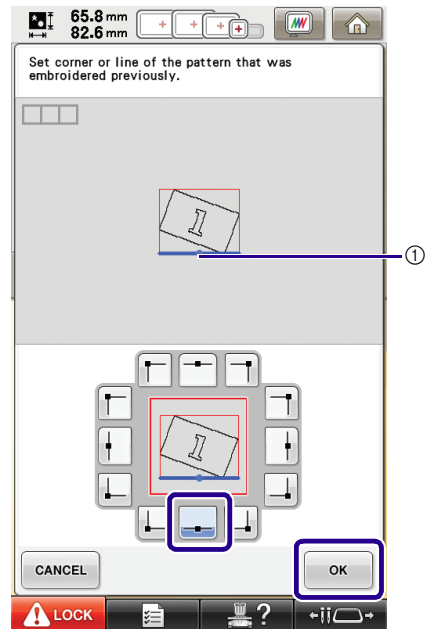 65.8 mm
82.6 mm
Set corner or line of the pattern that was
embroidered previously.
1
①
1
CANCEL
OK
LOCK
?